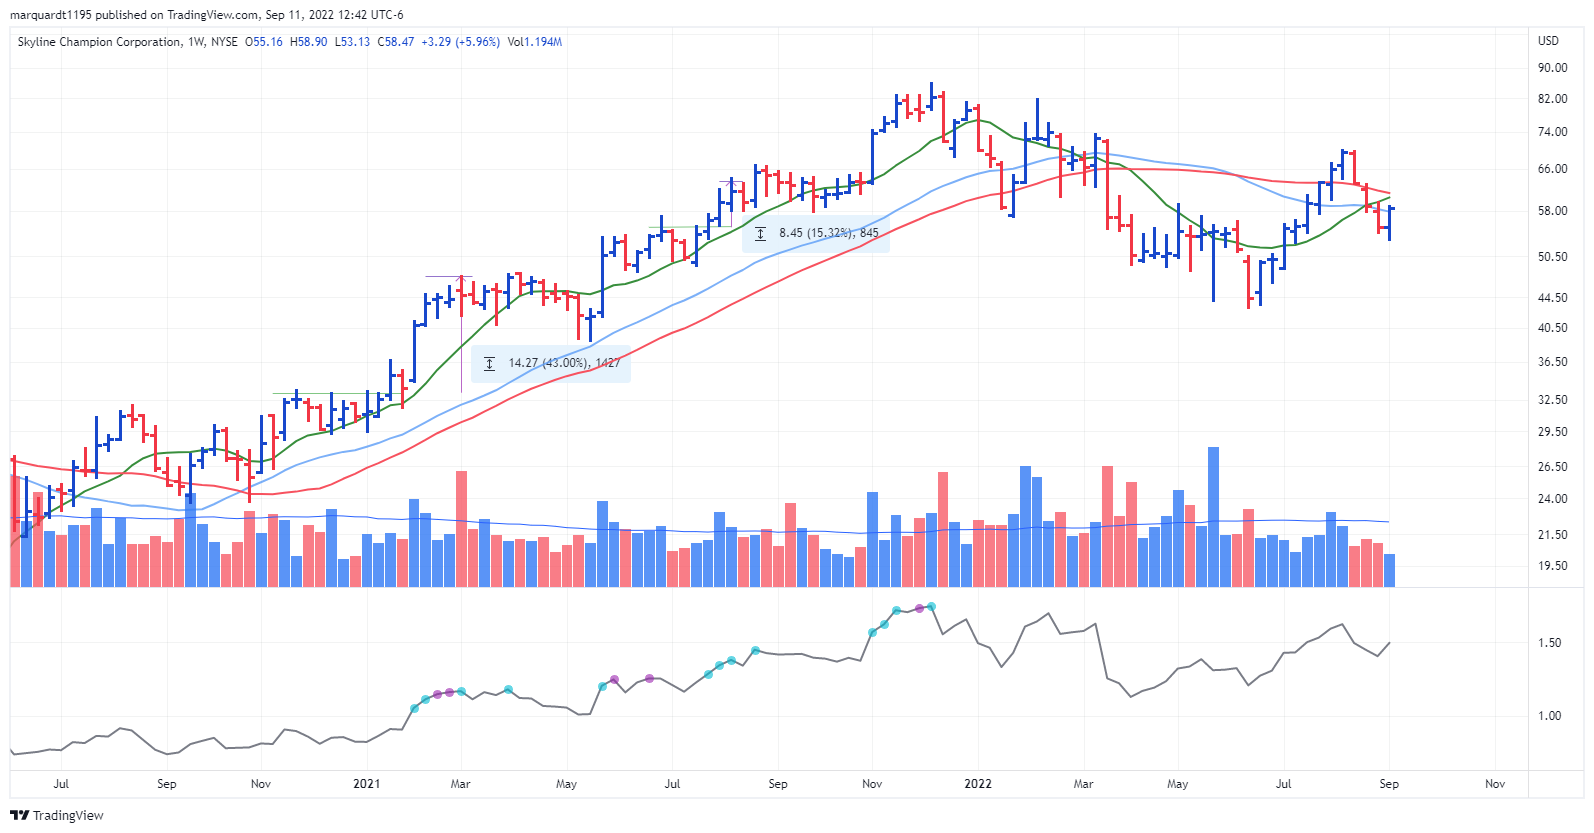 marquardt1195 published on TradingView.com, Sep 11, 2022 12:42 UTC-6
Skyline Champion Corporation, 1W, NYSE O55.16 H58.90 L53.13 C58.47 +3.29 (+5.96%) Vol1.194M
USD
90.00
82.00
74.00
66.00
58.00
50.50
44.50
40.50
36.50
32.50
29.50
26.50
24.00
21.50
19.50
8.45 (15.32%), 845
14.27 (43.00%), 1427
1.50
1.00
Jul Sep Nov 2021 Mar May Jul Sep Nov 2022 Mar May Jul Sep Nov
TradingView